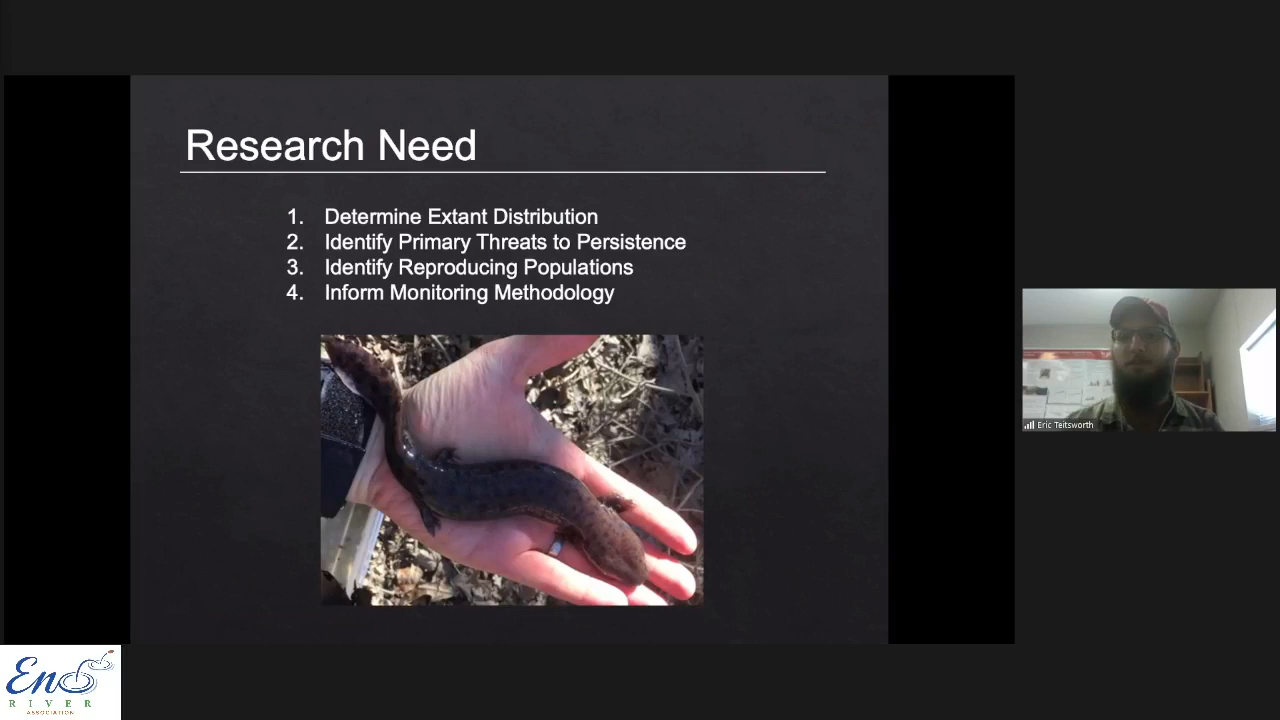 Research Need
1. Determine Extant Distribution
2. Identify Primary Threats to Persistence
3. Identify Reproducing Populations
4. Inform Monitoring Methodology
Eric Teitsworth
Eno
RIVER
ASSOCIATION